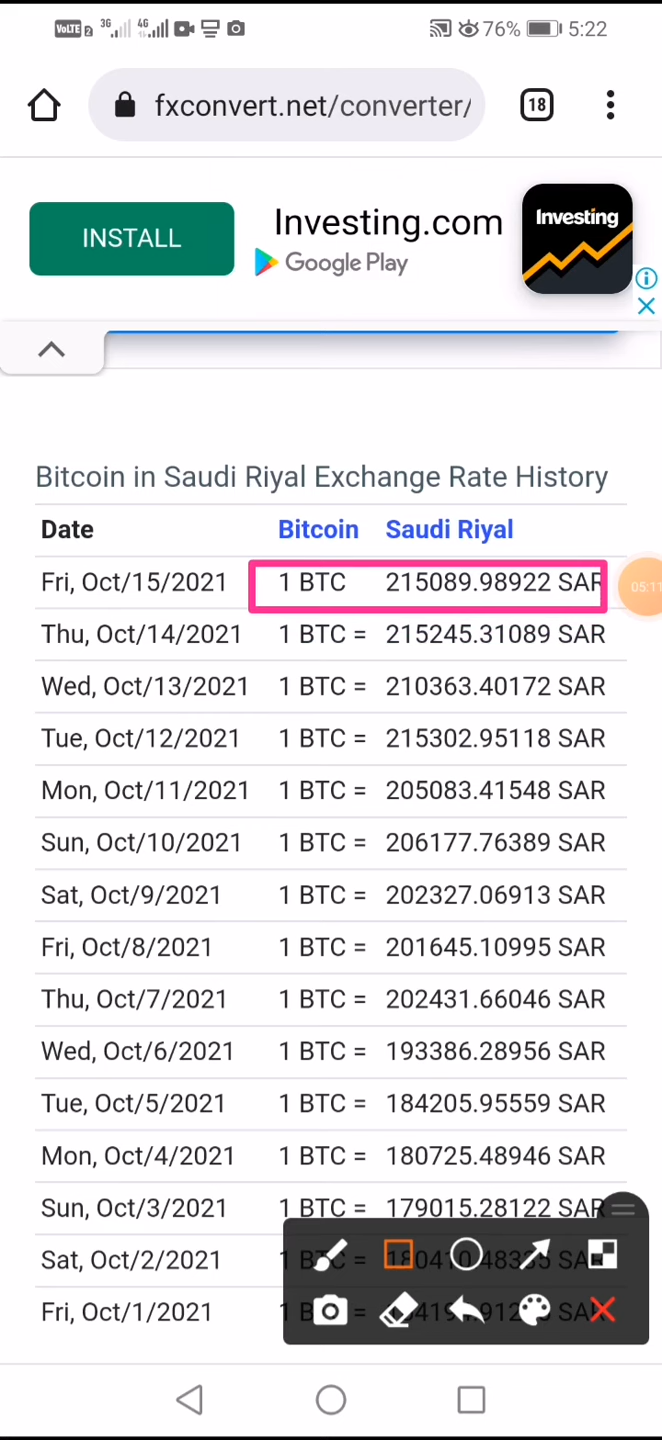 VoLTE 2 3G 4G 76% 5:22
fxconvert.net/converter/ 18
INSTALL Investing.com Investing
Google Play
Bitcoin in Saudi Riyal Exchange Rate History
Date Bitcoin Saudi Riyal
Fri, Oct/15/2021 1 BTC 215089.98922 SAR
05:11
Thu, Oct/14/2021 1 BTC = 215245.31089 SAR
Wed, Oct/13/2021 1 BTC = 210363.40172 SAR
Tue, Oct/12/2021 1 BTC = 215302.95118 SAR
Mon, Oct/11/2021 1 BTC = 205083.41548 SAR
Sun, Oct/10/2021 1 BTC = 206177.76389 SAR
Sat, Oct/9/2021 1 BTC = 202327.06913 SAR
Fri, Oct/8/2021 1 BTC = 201645.10995 SAR
Thu, Oct/7/2021 1 BTC = 202431.66046 SAR
Wed, Oct/6/2021 1 BTC = 193386.28956 SAR
Tue, Oct/5/2021 1 BTC = 184205.95559 SAR
Mon, Oct/4/2021 1 BTC = 180725.48946 SAR
Sun, Oct/3/2021 1 BTC = 179015.28122 SAR
Sat, Oct/2/2021
Fri, Oct/1/2021